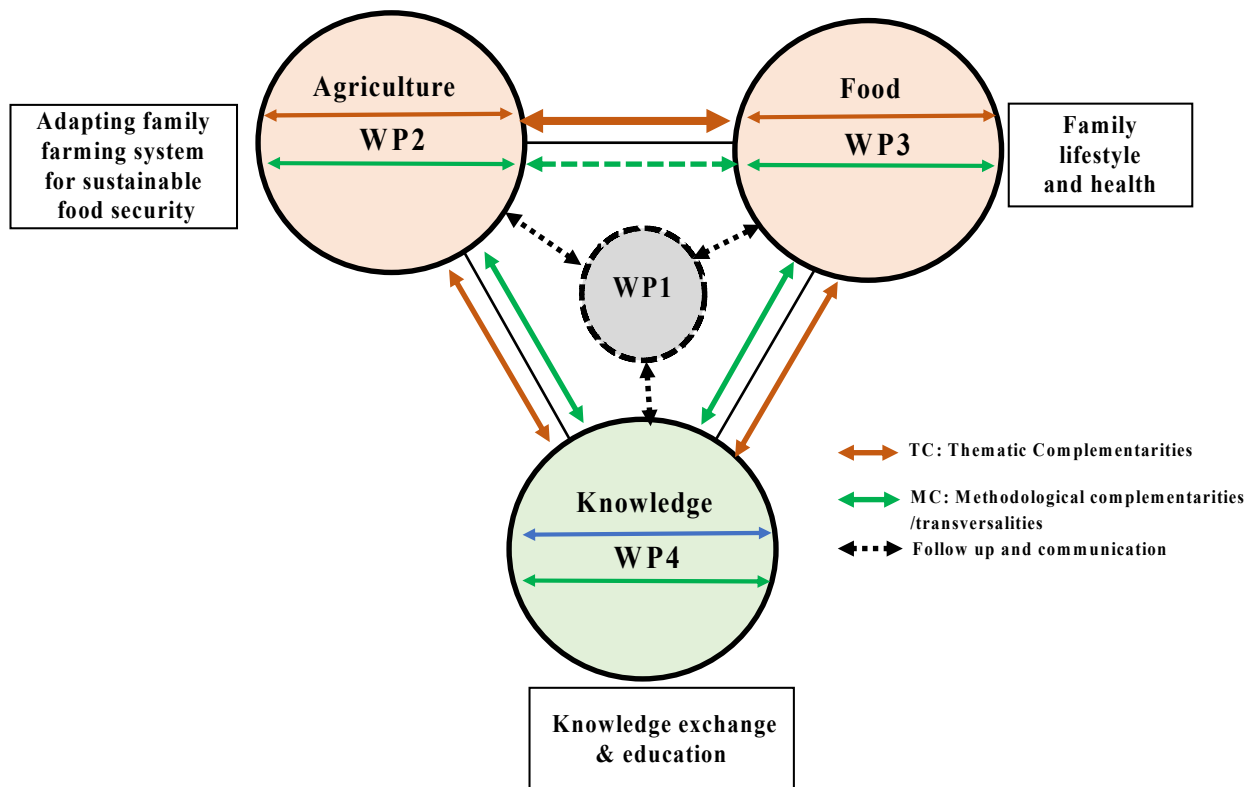 Agriculture
WP2
Food
WP3
Adapting family
farming system
for sustainable
food security
Family
lifestyle
and health
WP1
Knowledge
WP4
TC: Thematic Complementarities
MC: Methodological complementarities
/transversalities
Follow up and communication
Knowledge exchange
& education